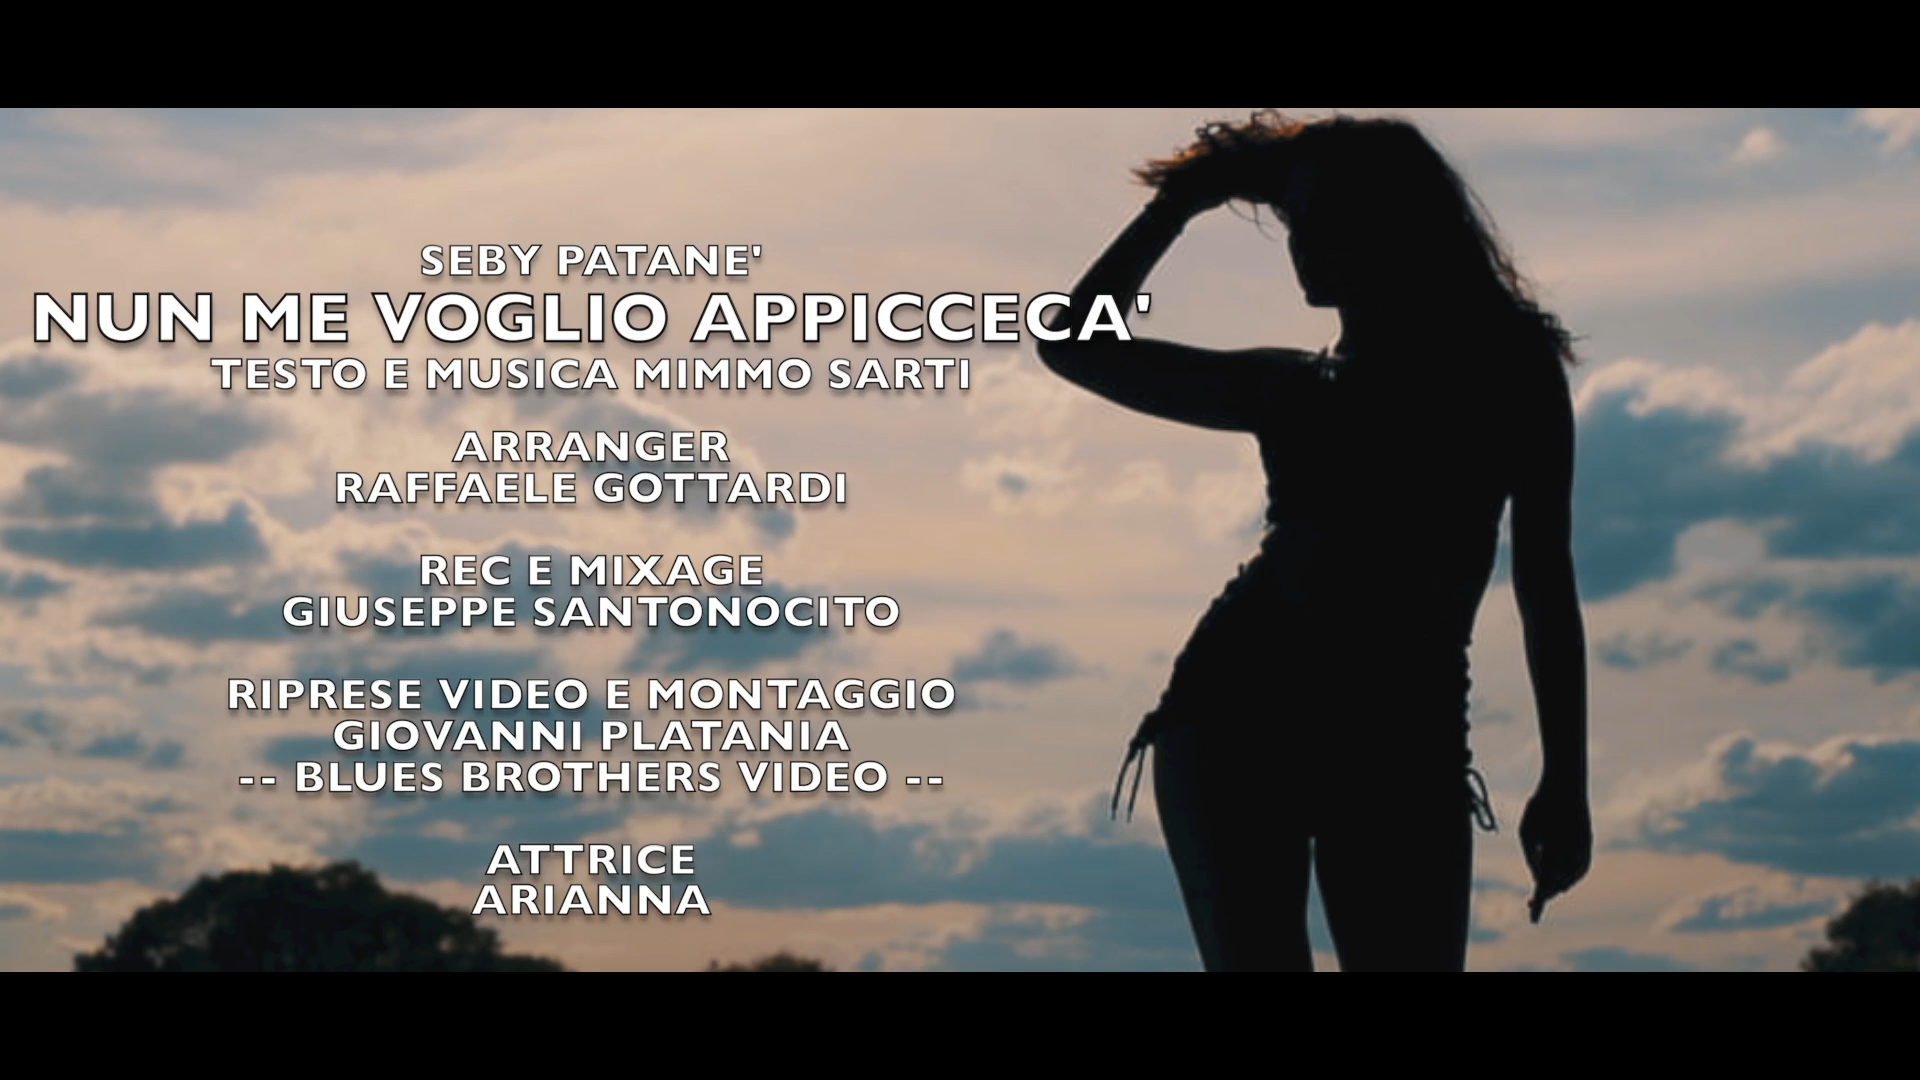 SEBY PATANE'
NUN ME VOGLIO APPICCECA'
TESTO E MUSICA MIMMO SARTI
ARRANGER
RAFFAELE GOTTARDI
REC E MIXAGE
GIUSEPPE SANTONOCITO
RIPRESE VIDEO E MONTAGGIO
GIOVANNI PLATANIA
-- BLUES BROTHERS VIDEO --
ATTRICE
ARIANNA